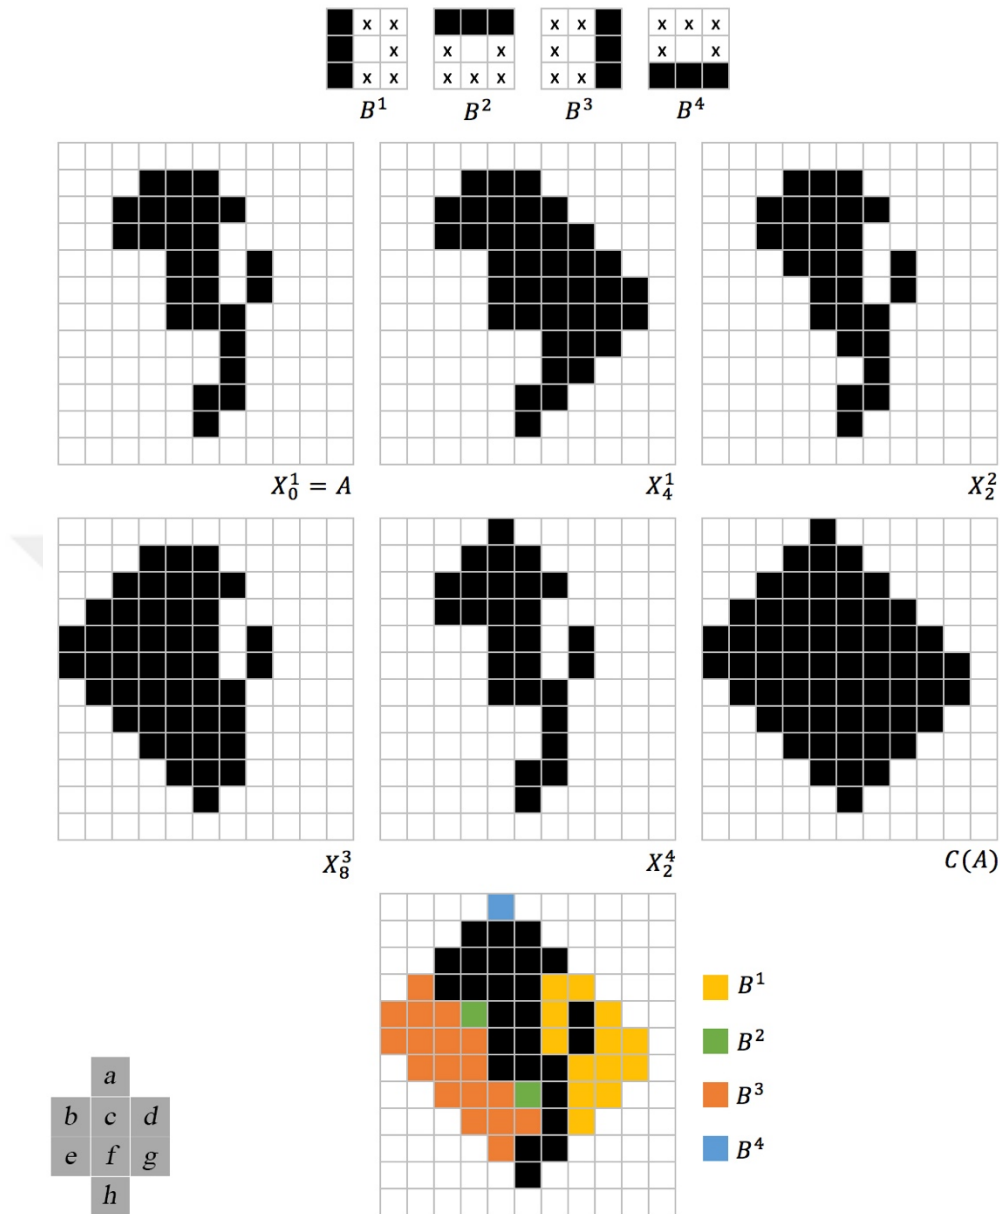 x x x x x x x
x x x x x x
x x x x x x x
B¹ B² B³ B⁴
X₀¹ = A X₄¹ X₂²
X₈³ X₂⁴ C(A)
B¹
B²
B³
B⁴
a
b c d
e f g
h